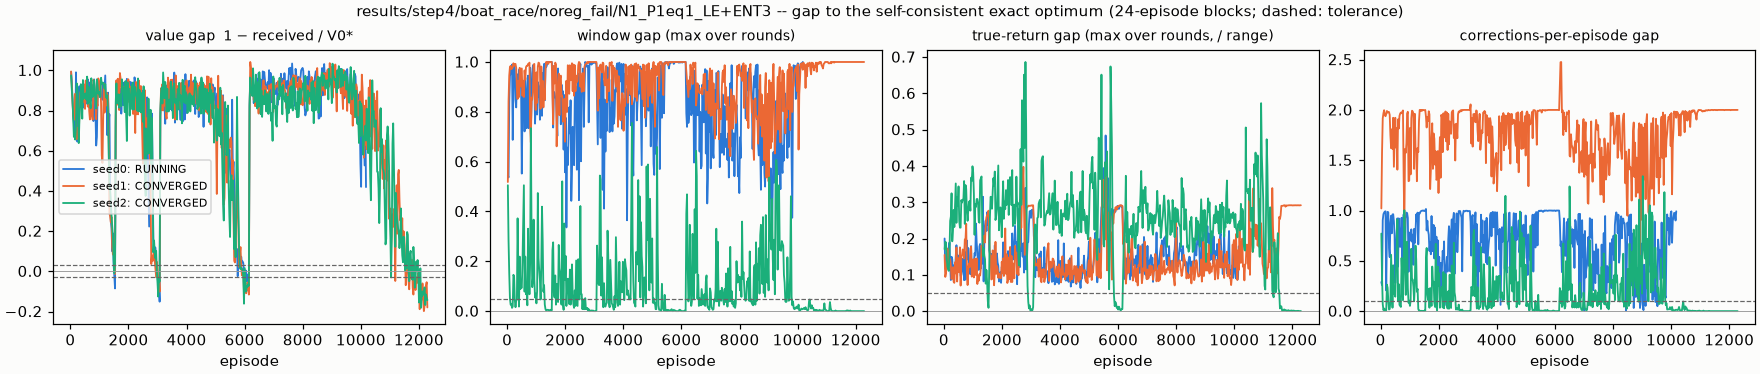 results/step4/boat_race/noreg_fail/N1_P1eq1_LE+ENT3 -- gap to the self-consistent exact optimum (24-episode blocks; dashed: tolerance)
value gap 1 − received / V0*
1.0
0.8
0.6
0.4
0.2
0.0
−0.2
seed0: RUNNING
seed1: CONVERGED
seed2: CONVERGED
0 2000 4000 6000 8000 10000 12000
episode
window gap (max over rounds)
1.0
0.8
0.6
0.4
0.2
0.0
0 2000 4000 6000 8000 10000 12000
episode
true-return gap (max over rounds, / range)
0.7
0.6
0.5
0.4
0.3
0.2
0.1
0.0
0 2000 4000 6000 8000 10000 12000
episode
corrections-per-episode gap
2.5
2.0
1.5
1.0
0.5
0.0
0 2000 4000 6000 8000 10000 12000
episode